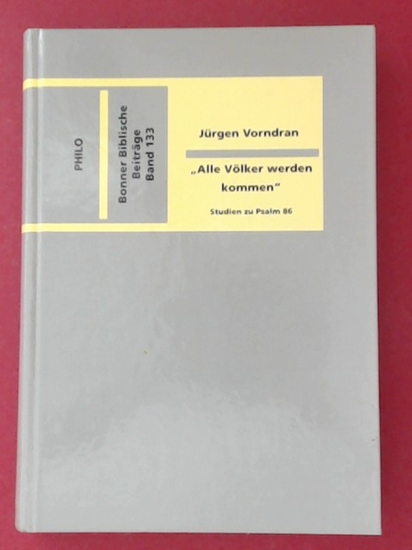 PHILO
Bonner Biblische
Beiträge
Band 133
Jürgen Vorndran
„Alle Völker werden
kommen“
Studien zu Psalm 86